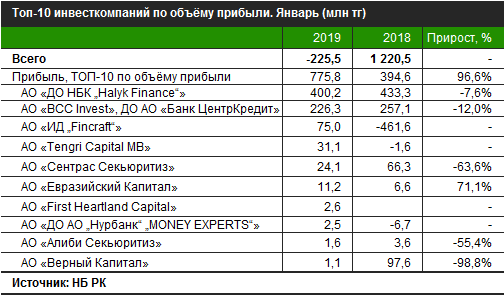 Топ-10 инвесткомпаний по объёму прибыли. Январь (млн тг)
2019 2018 Прирост, %
Всего -225,5 1 220,5 -
Прибыль, ТОП-10 по объёму прибыли 775,8 394,6 96,6%
АО «ДО НБК „Halyk Finance“» 400,2 433,3 -7,6%
АО «BCC Invest», ДО АО «Банк ЦентрКредит» 226,3 257,1 -12,0%
АО «ИД „Fincraft“» 75,0 -461,6 -
АО «Tengri Capital MB» 31,1 -1,6 -
АО «Сентрас Секьюритиз» 24,1 66,3 -63,6%
АО «Евразийский Капитал» 11,2 6,6 71,1%
АО «First Heartland Capital» 2,6 -
АО «ДО АО „Нурбанк“ „MONEY EXPERTS“» 2,5 -6,7 -
АО «Алиби Секьюритиз» 1,6 3,6 -55,4%
АО «Верный Капитал» 1,1 97,6 -98,8%
Источник: НБ РК